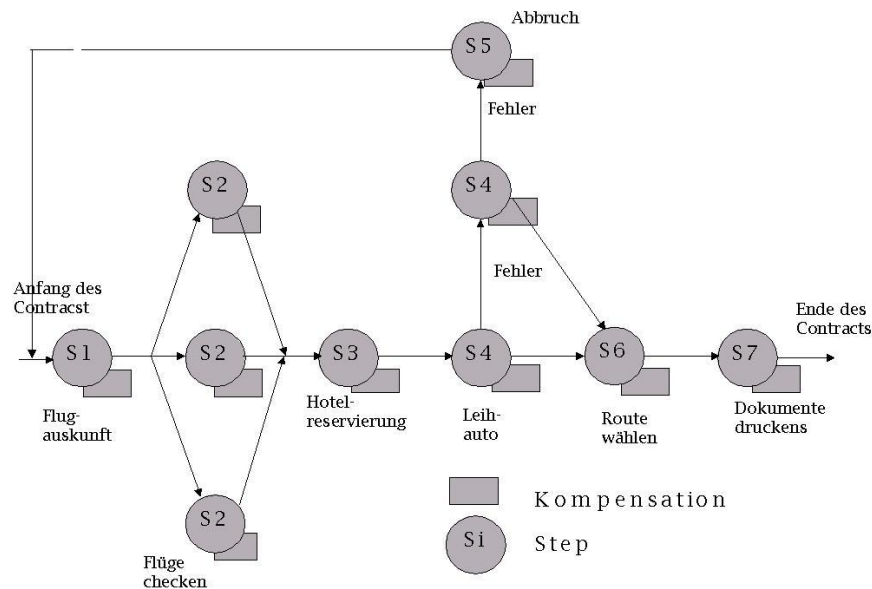 Abbruch
S5
Fehler
S2
S4
Fehler
Anfang des
Contracst
Ende des
Contracts
S1
S2
S3
S4
S6
S7
Flug-
auskunft
Hotel-
reservierung
Leih-
auto
Route
wählen
Dokumente
druckens
S2
Flüge
checken
Kompensation
Si
Step